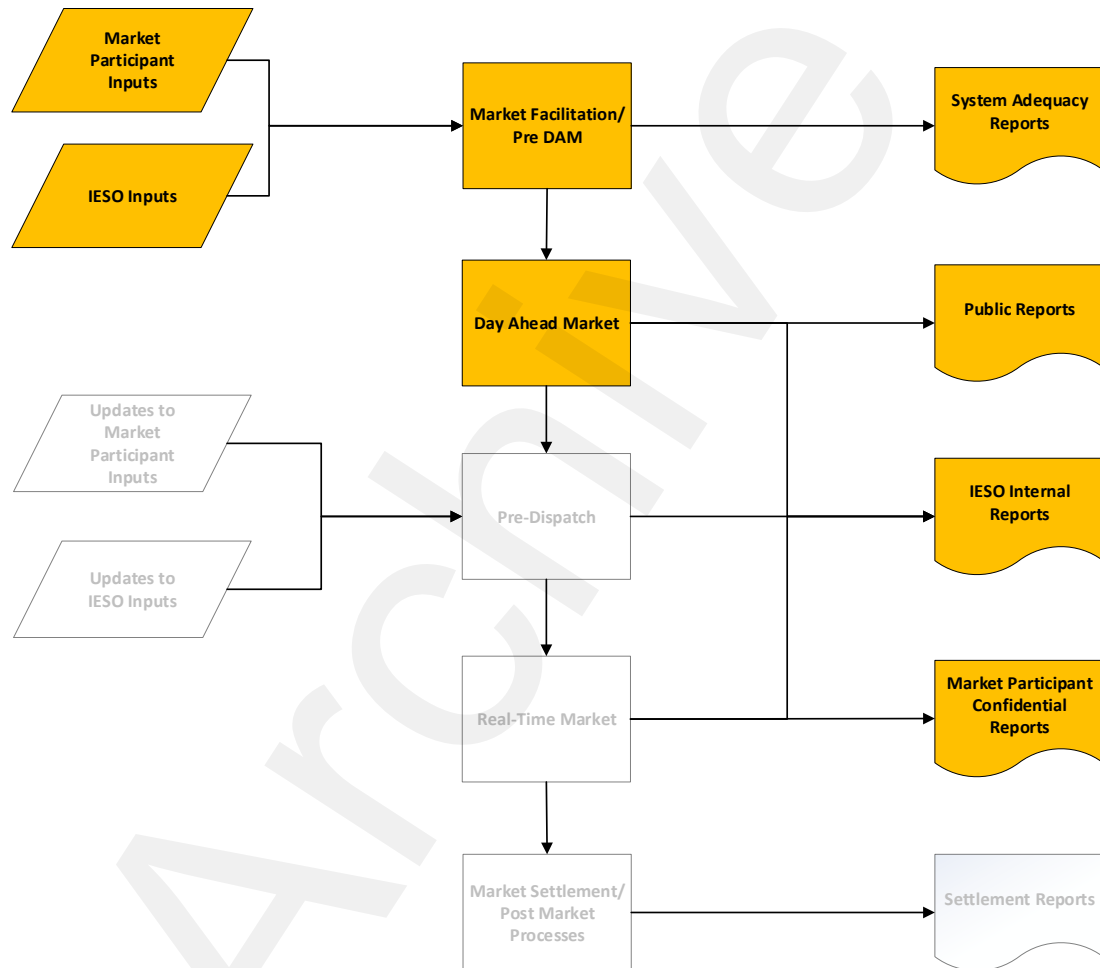 Market
Participant
Inputs
IESO Inputs
Market Facilitation/
Pre DAM
System Adequacy
Reports
Day Ahead Market
Public Reports
Updates to
Market
Participant
Inputs
Updates to
IESO Inputs
Pre-Dispatch
IESO Internal
Reports
Real-Time Market
Market Participant
Confidential
Reports
Market Settlement/
Post Market
Processes
Settlement Reports
Archive